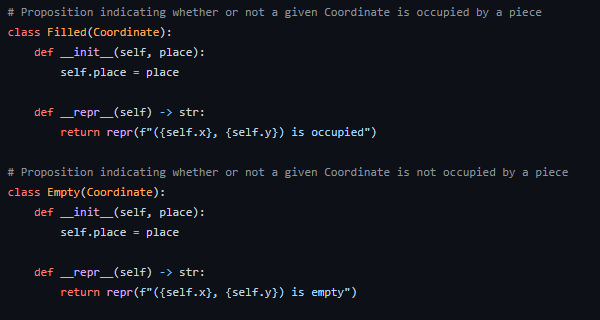 # Proposition indicating whether or not a given Coordinate is occupied by a piece
class Filled(Coordinate):
    def __init__(self, place):
        self.place = place
    def __repr__(self) -> str:
        return repr(f"({self.x}, {self.y}) is occupied")
# Proposition indicating whether or not a given Coordinate is not occupied by a piece
class Empty(Coordinate):
    def __init__(self, place):
        self.place = place
    def __repr__(self) -> str:
        return repr(f"({self.x}, {self.y}) is empty")